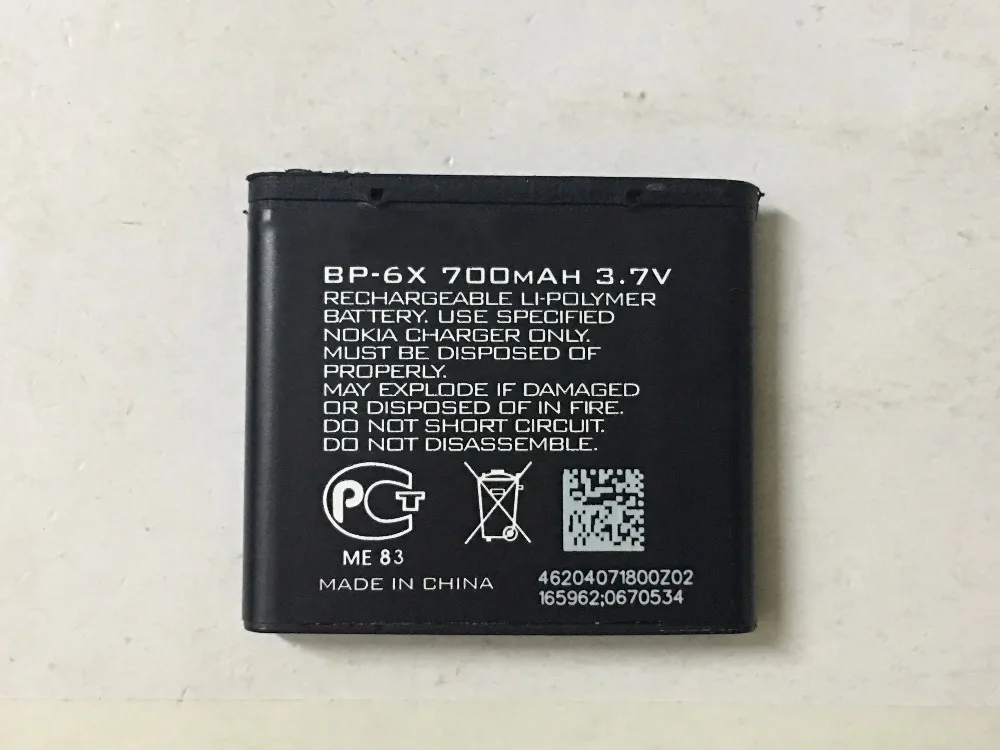 BP-6X 700MAH 3.7V
RECHARGEABLE LI-POLYMER
BATTERY. USE SPECIFIED
NOKIA CHARGER ONLY.
MUST BE DISPOSED OF
PROPERLY.
MAY EXPLODE IF DAMAGED
OR DISPOSED OF IN FIRE.
DO NOT SHORT CIRCUIT.
DO NOT DISASSEMBLE.
РСТ
ME 83
MADE IN CHINA
46204071800Z02
165962;0670534